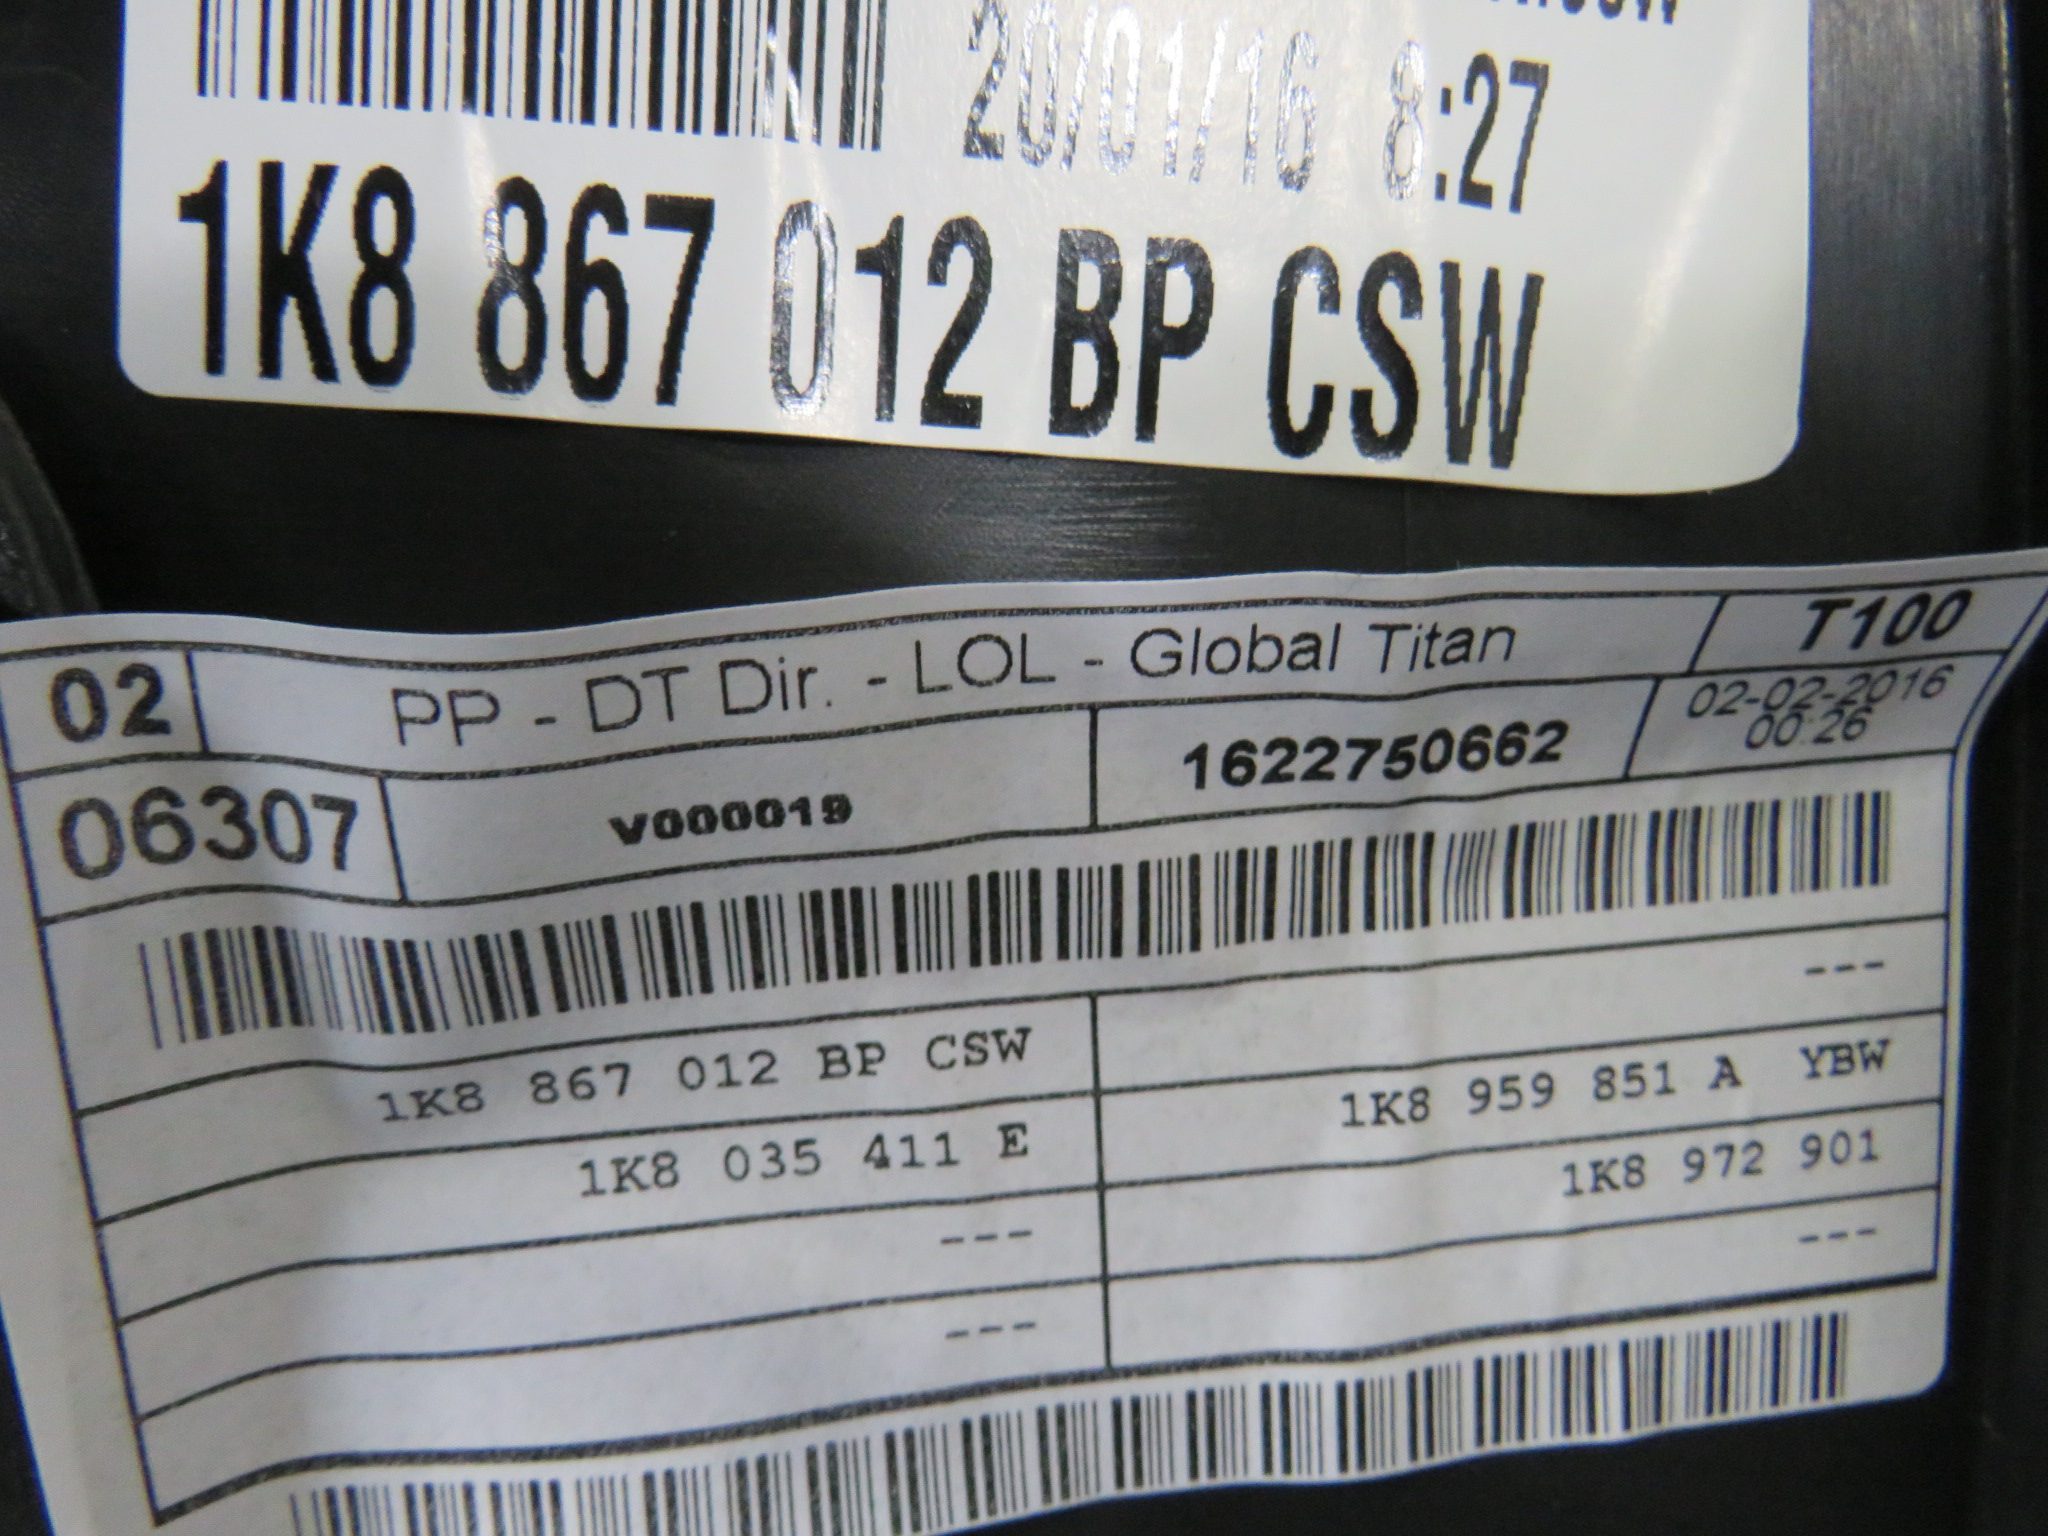 20/01/16 8:27
1K8 867 012 BP CSW
02 PP - DT Dir. - LOL - Global Titan T100
06307 V000019 1622750662 02-02-2016
00:26
---
1K8 867 012 BP CSW 1K8 959 851 A YBW
1K8 035 411 E 1K8 972 901
--- ---
---